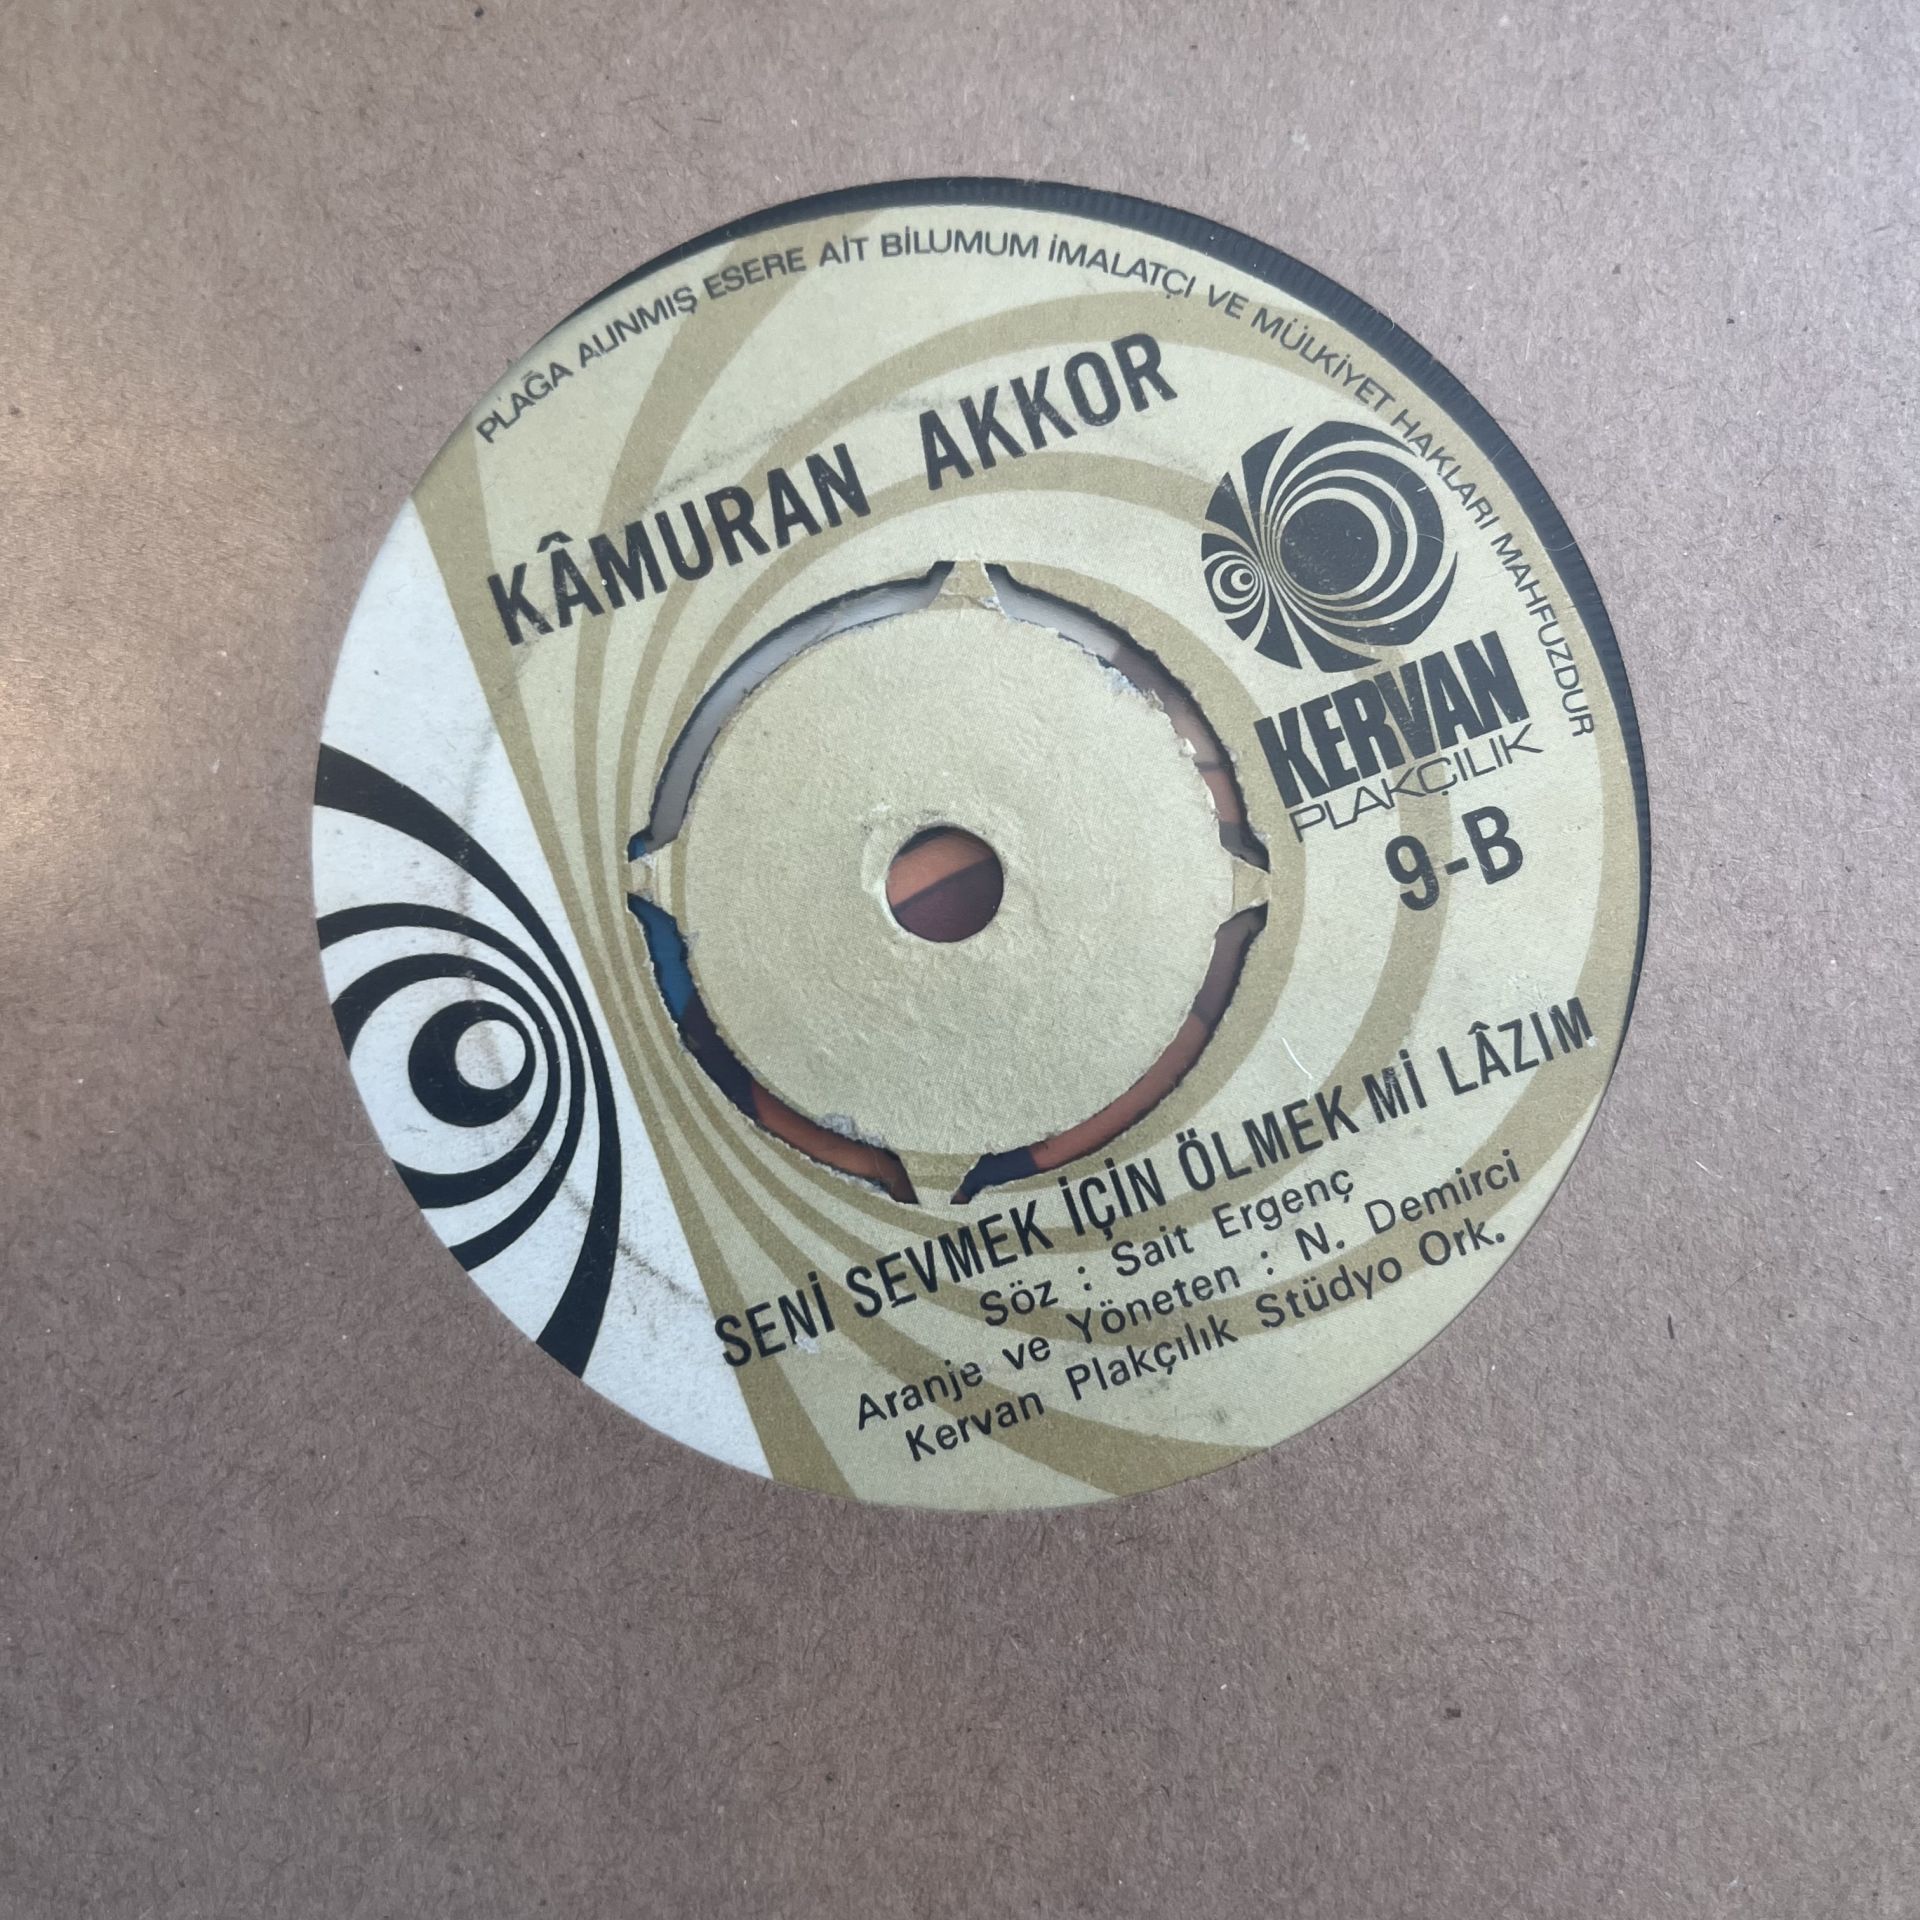 PLAĞA ALINMIŞ ESERE AİT BİLUMUM İMALATÇI VE MÜLKİYET HAKLARI MAHFUZDUR
KÂMURAN AKKOR
KERVAN
PLAKÇILIK
9-B
SENİ SEVMEK İÇİN ÖLMEK Mİ LÂZIM
Söz : Sait Ergenç
Aranje ve Yöneten : N. Demirci
Kervan Plakçılık Stüdyo Ork.